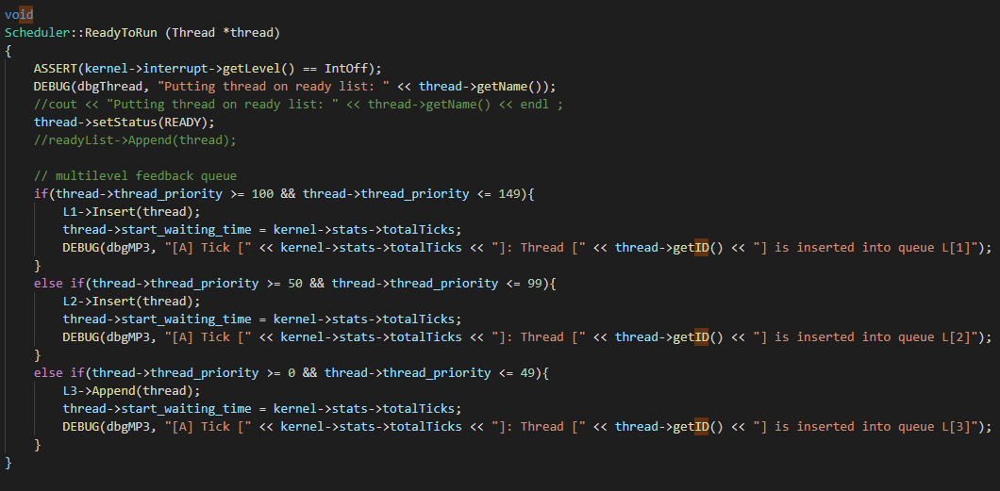 void
Scheduler::ReadyToRun (Thread *thread)
{
    ASSERT(kernel->interrupt->getLevel() == IntOff);
    DEBUG(dbgThread, "Putting thread on ready list: " << thread->getName());
    //cout << "Putting thread on ready list: " << thread->getName() << endl ;
    thread->setStatus(READY);
    //readyList->Append(thread);

    // multilevel feedback queue
    if(thread->thread_priority >= 100 && thread->thread_priority <= 149){
        L1->Insert(thread);
        thread->start_waiting_time = kernel->stats->totalTicks;
        DEBUG(dbgMP3, "[A] Tick [" << kernel->stats->totalTicks << "]: Thread [" << thread->getID() << "] is inserted into queue L[1]");
    }
    else if(thread->thread_priority >= 50 && thread->thread_priority <= 99){
        L2->Insert(thread);
        thread->start_waiting_time = kernel->stats->totalTicks;
        DEBUG(dbgMP3, "[A] Tick [" << kernel->stats->totalTicks << "]: Thread [" << thread->getID() << "] is inserted into queue L[2]");
    }
    else if(thread->thread_priority >= 0 && thread->thread_priority <= 49){
        L3->Append(thread);
        thread->start_waiting_time = kernel->stats->totalTicks;
        DEBUG(dbgMP3, "[A] Tick [" << kernel->stats->totalTicks << "]: Thread [" << thread->getID() << "] is inserted into queue L[3]");
    }
}